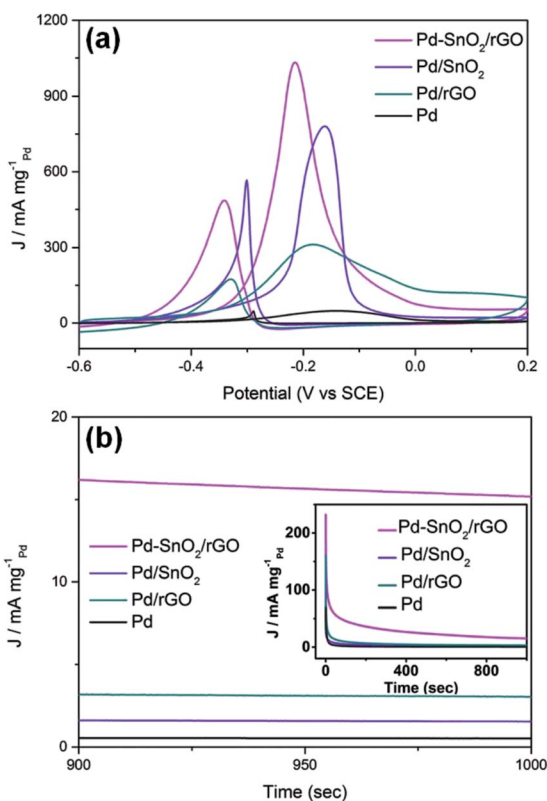 (a)
1200
900
600
300
0
J / mA mg⁻¹Pd
Pd-SnO₂/rGO
Pd/SnO₂
Pd/rGO
Pd
-0.6 -0.4 -0.2 0.0 0.2
Potential (V vs SCE)
(b)
20
10
0
J / mA mg⁻¹Pd
Pd-SnO₂/rGO
Pd/SnO₂
Pd/rGO
Pd
200
100
0
J / mA mg⁻¹Pd
Pd-SnO₂/rGO
Pd/SnO₂
Pd/rGO
Pd
0 400 800
Time (sec)
900 950 1000
Time (sec)